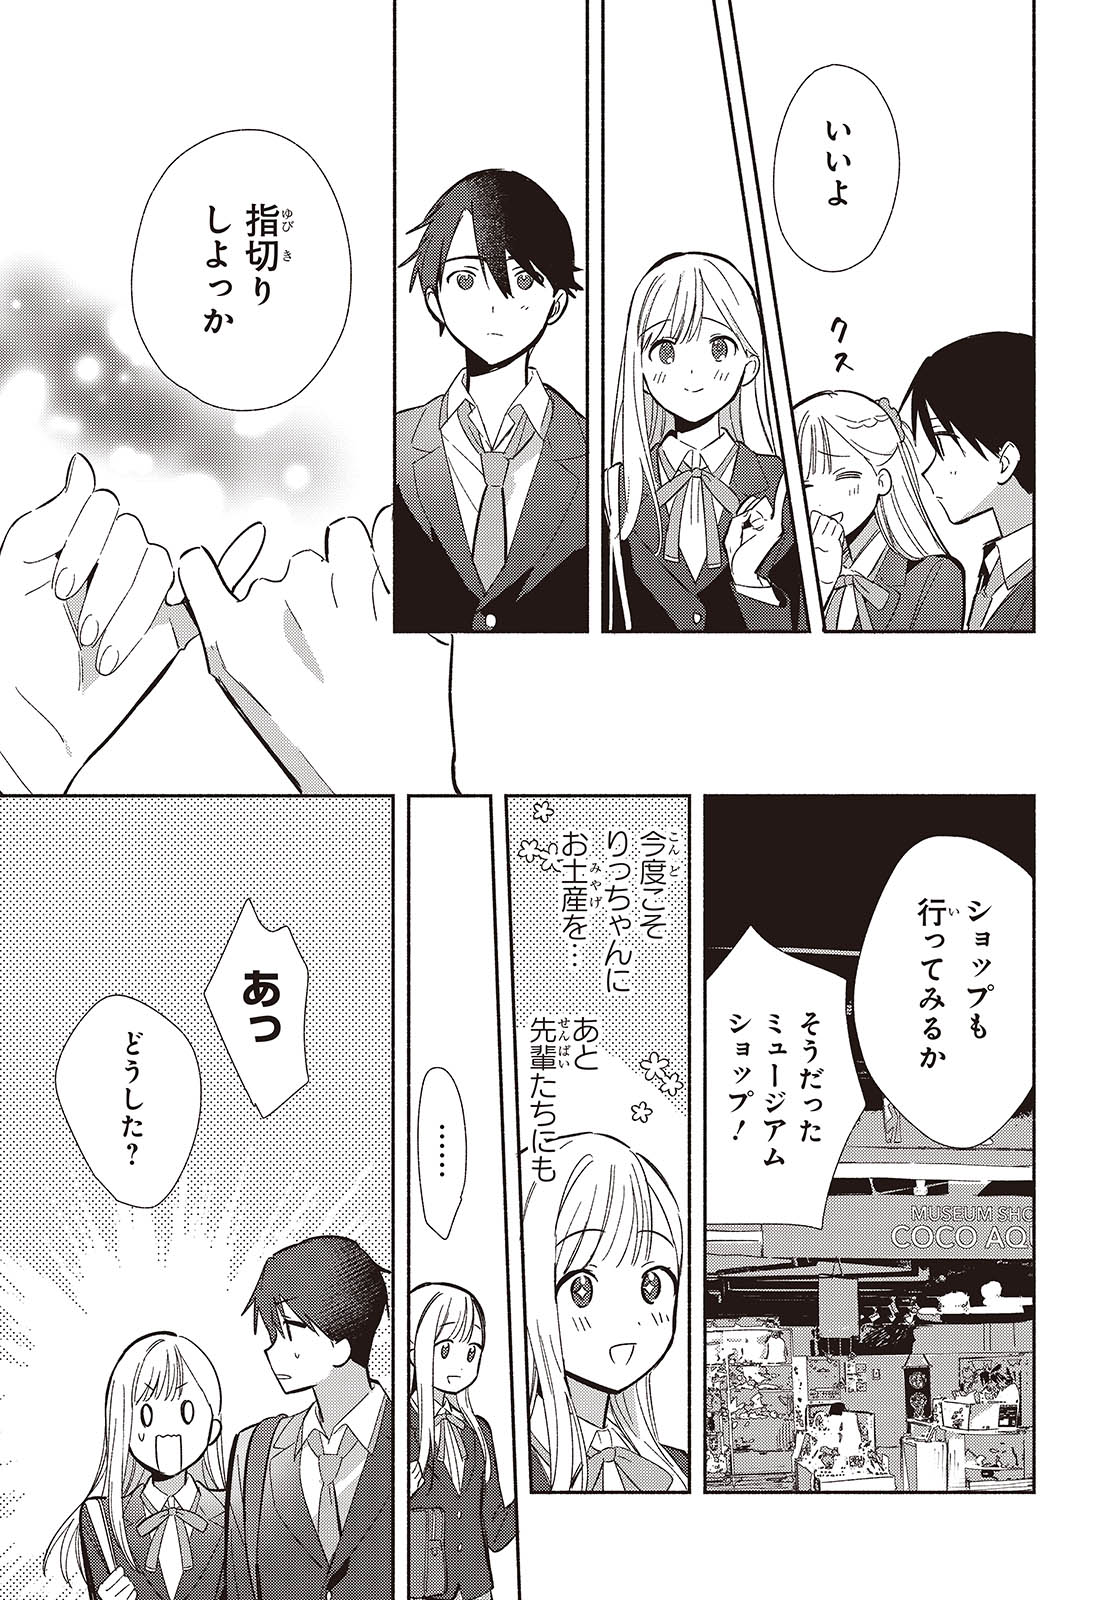 いいよ
クス
指切り
しよっか
ショップも
行ってみるか
そうだった
ミュージアム
ショップ!
MUSEUM SHO
COCO AQU
今度こそ
りっちゃんに
お土産を…
あと
先輩たちにも
……
あっ
どうした?